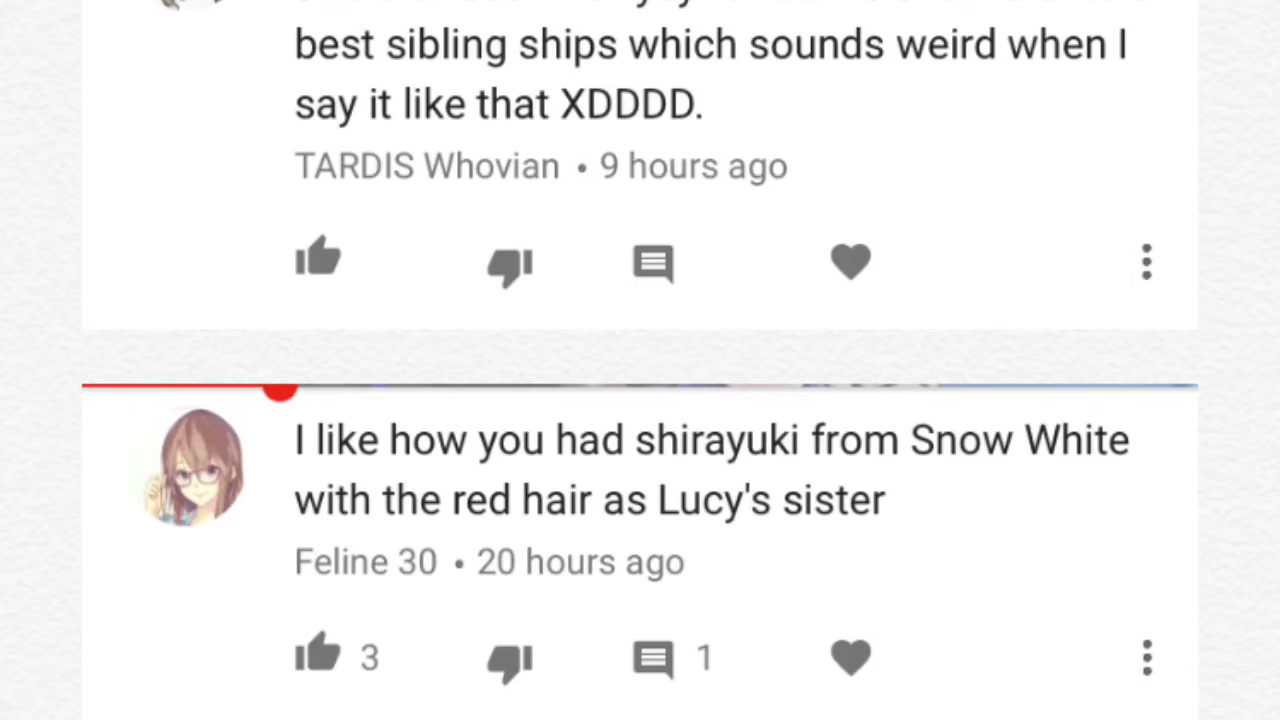 best sibling ships which sounds weird when I
say it like that XDDDD.
TARDIS Whovian • 9 hours ago
I like how you had shirayuki from Snow White
with the red hair as Lucy's sister
Feline 30 • 20 hours ago
3 1